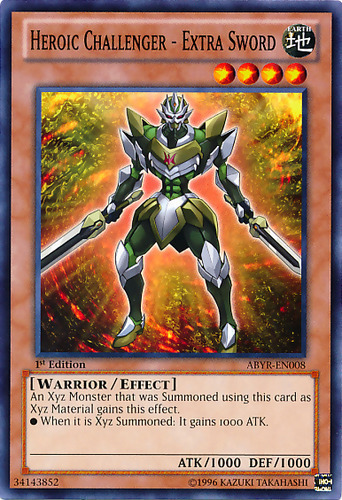 HEROIC CHALLENGER - EXTRA SWORD
EARTH
地
1st Edition
ABYR-EN008
[WARRIOR / EFFECT]
An Xyz Monster that was Summoned using this card as
Xyz Material gains this effect.
● When it is Xyz Summoned: It gains 1000 ATK.
ATK/1000 DEF/1000
34143852
©1996 KAZUKI TAKAHASHI